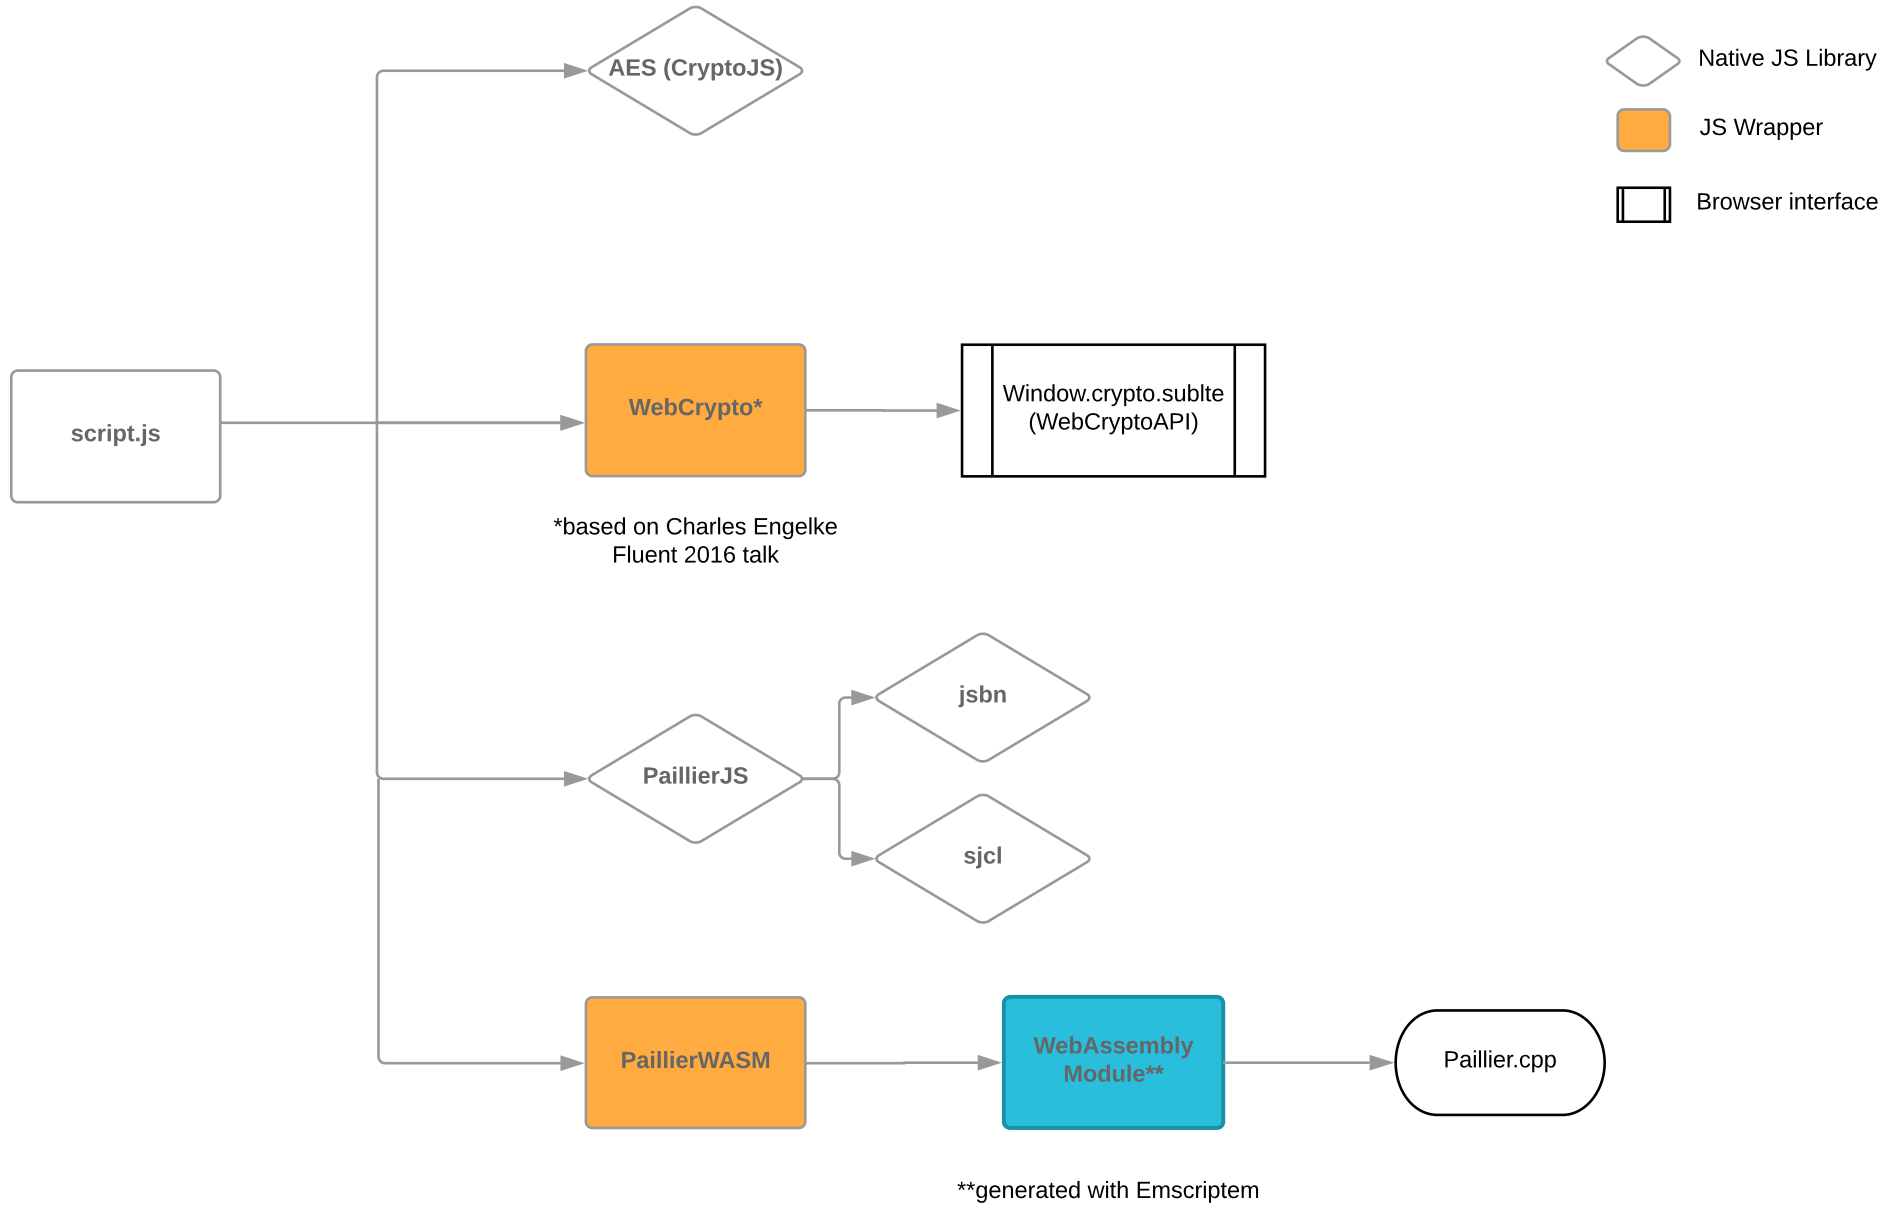 AES (CryptoJS)
Native JS Library
JS Wrapper
Browser interface
script.js
WebCrypto*
Window.crypto.sublte
(WebCryptoAPI)
*based on Charles Engelke
Fluent 2016 talk
jsbn
PaillierJS
sjcl
PaillierWASM
WebAssembly
Module**
Paillier.cpp
**generated with Emscriptem